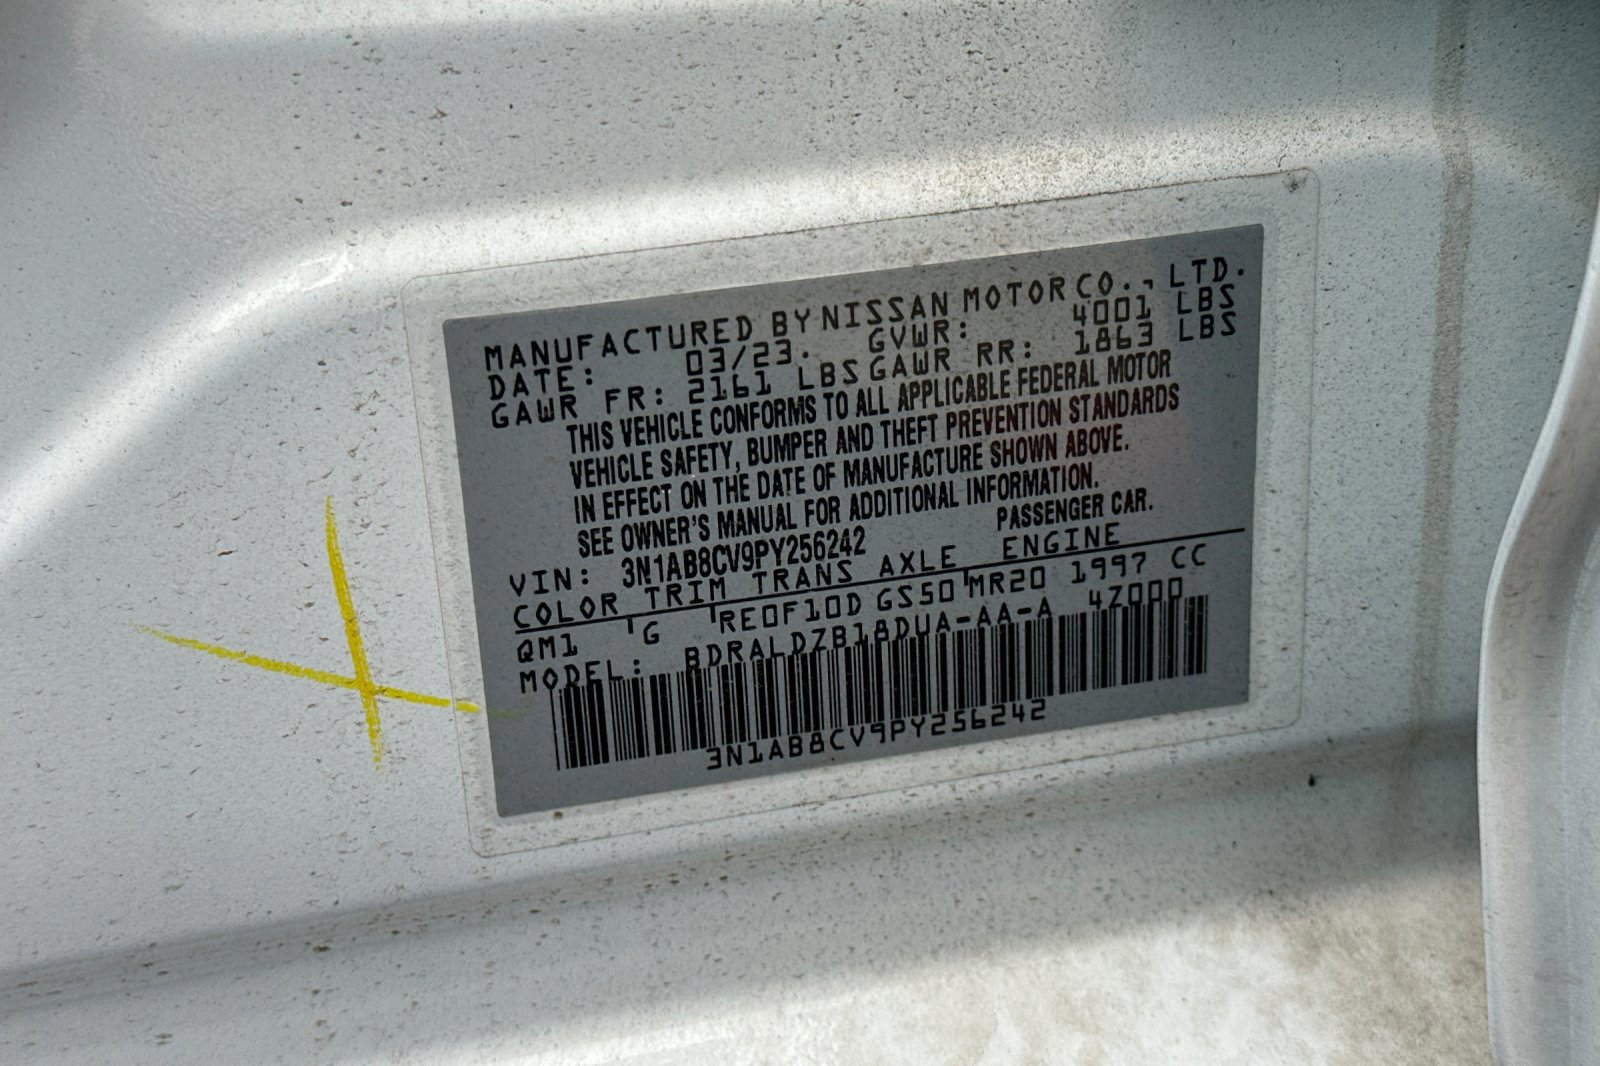 MANUFACTURED BY NISSAN MOTOR CO., LTD.
DATE: 03/23. GVWR: 4001 LBS
GAWR FR: 2161 LBS GAWR RR: 1863 LBS
THIS VEHICLE CONFORMS TO ALL APPLICABLE FEDERAL MOTOR
VEHICLE SAFETY, BUMPER AND THEFT PREVENTION STANDARDS
IN EFFECT ON THE DATE OF MANUFACTURE SHOWN ABOVE.
SEE OWNER'S MANUAL FOR ADDITIONAL INFORMATION.
PASSENGER CAR.
VIN: 3N1AB8CV9PY256242
COLOR TRIM TRANS AXLE ENGINE
QM1 G RE0F10D GS50 MR20 1997 CC
MODEL: BDRALDZB18DUA-AA-A 4Z000
3N1AB8CV9PY256242